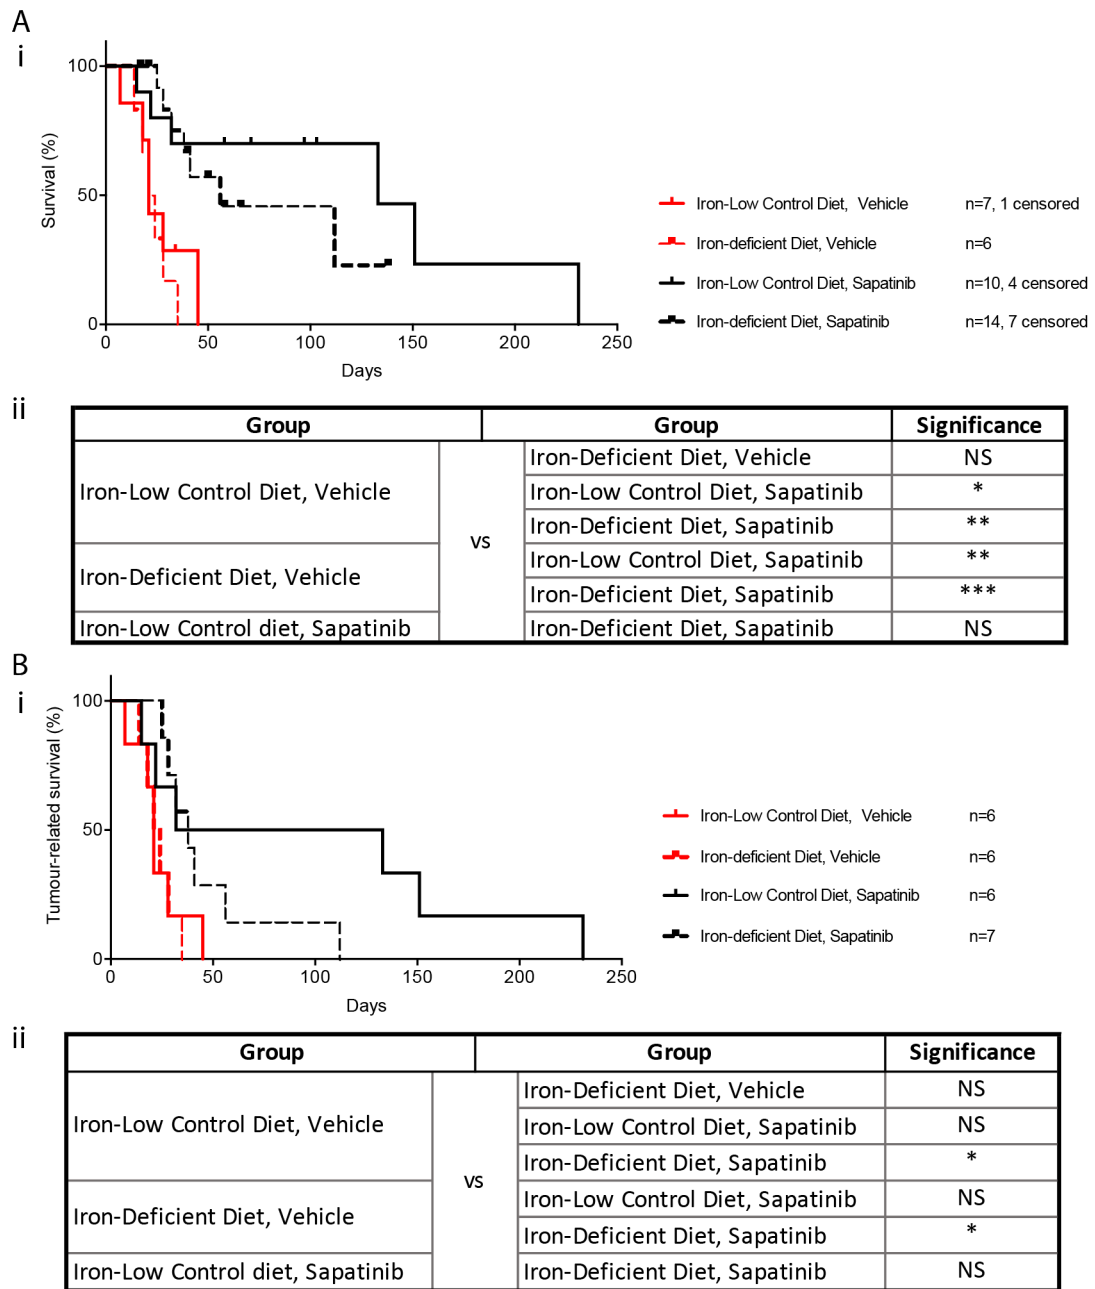 A
i
100
50
0
Survival (%)
0 50 100 150 200 250
Days
Iron-Low Control Diet, Vehicle n=7, 1 censored
Iron-deficient Diet, Vehicle n=6
Iron-Low Control Diet, Sapatinib n=10, 4 censored
Iron-deficient Diet, Sapatinib n=14, 7 censored
ii
Group Group Significance
Iron-Low Control Diet, Vehicle vs Iron-Deficient Diet, Vehicle NS
Iron-Low Control Diet, Sapatinib *
Iron-Deficient Diet, Sapatinib **
Iron-Deficient Diet, Vehicle Iron-Low Control Diet, Sapatinib **
Iron-Deficient Diet, Sapatinib ***
Iron-Low Control diet, Sapatinib Iron-Deficient Diet, Sapatinib NS
B
i
100
50
0
Tumour-related survival (%)
0 50 100 150 200 250
Days
Iron-Low Control Diet, Vehicle n=6
Iron-deficient Diet, Vehicle n=6
Iron-Low Control Diet, Sapatinib n=6
Iron-deficient Diet, Sapatinib n=7
ii
Group Group Significance
Iron-Low Control Diet, Vehicle vs Iron-Deficient Diet, Vehicle NS
Iron-Low Control Diet, Sapatinib NS
Iron-Deficient Diet, Sapatinib *
Iron-Deficient Diet, Vehicle Iron-Low Control Diet, Sapatinib NS
Iron-Deficient Diet, Sapatinib *
Iron-Low Control diet, Sapatinib Iron-Deficient Diet, Sapatinib NS